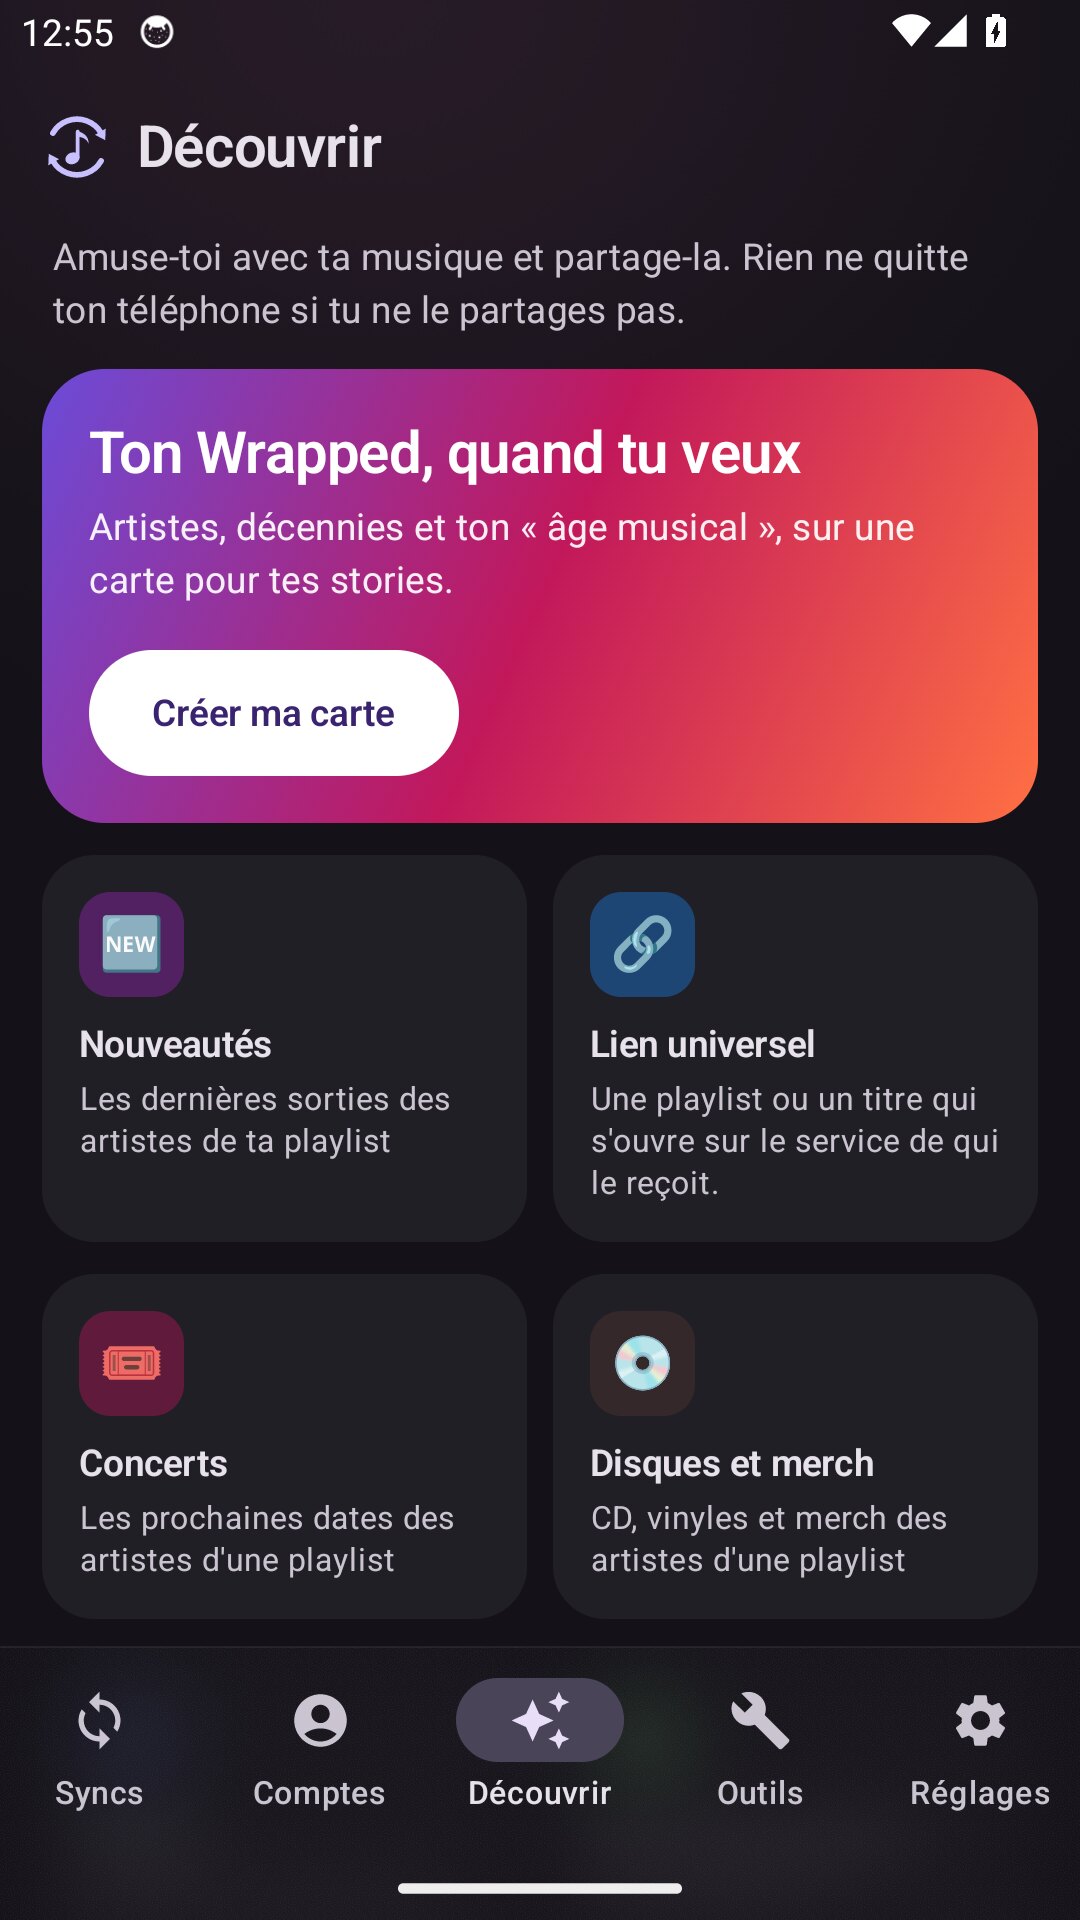 12:55
Découvrir
Amuse-toi avec ta musique et partage-la. Rien ne quitte
ton téléphone si tu ne le partages pas.
Ton Wrapped, quand tu veux
Artistes, décennies et ton « âge musical », sur une
carte pour tes stories.
Créer ma carte
NEW
Nouveautés
Les dernières sorties des
artistes de ta playlist
Lien universel
Une playlist ou un titre qui
s'ouvre sur le service de qui
le reçoit.
Concerts
Les prochaines dates des
artistes d'une playlist
Disques et merch
CD, vinyles et merch des
artistes d'une playlist
Syncs
Comptes
Découvrir
Outils
Réglages